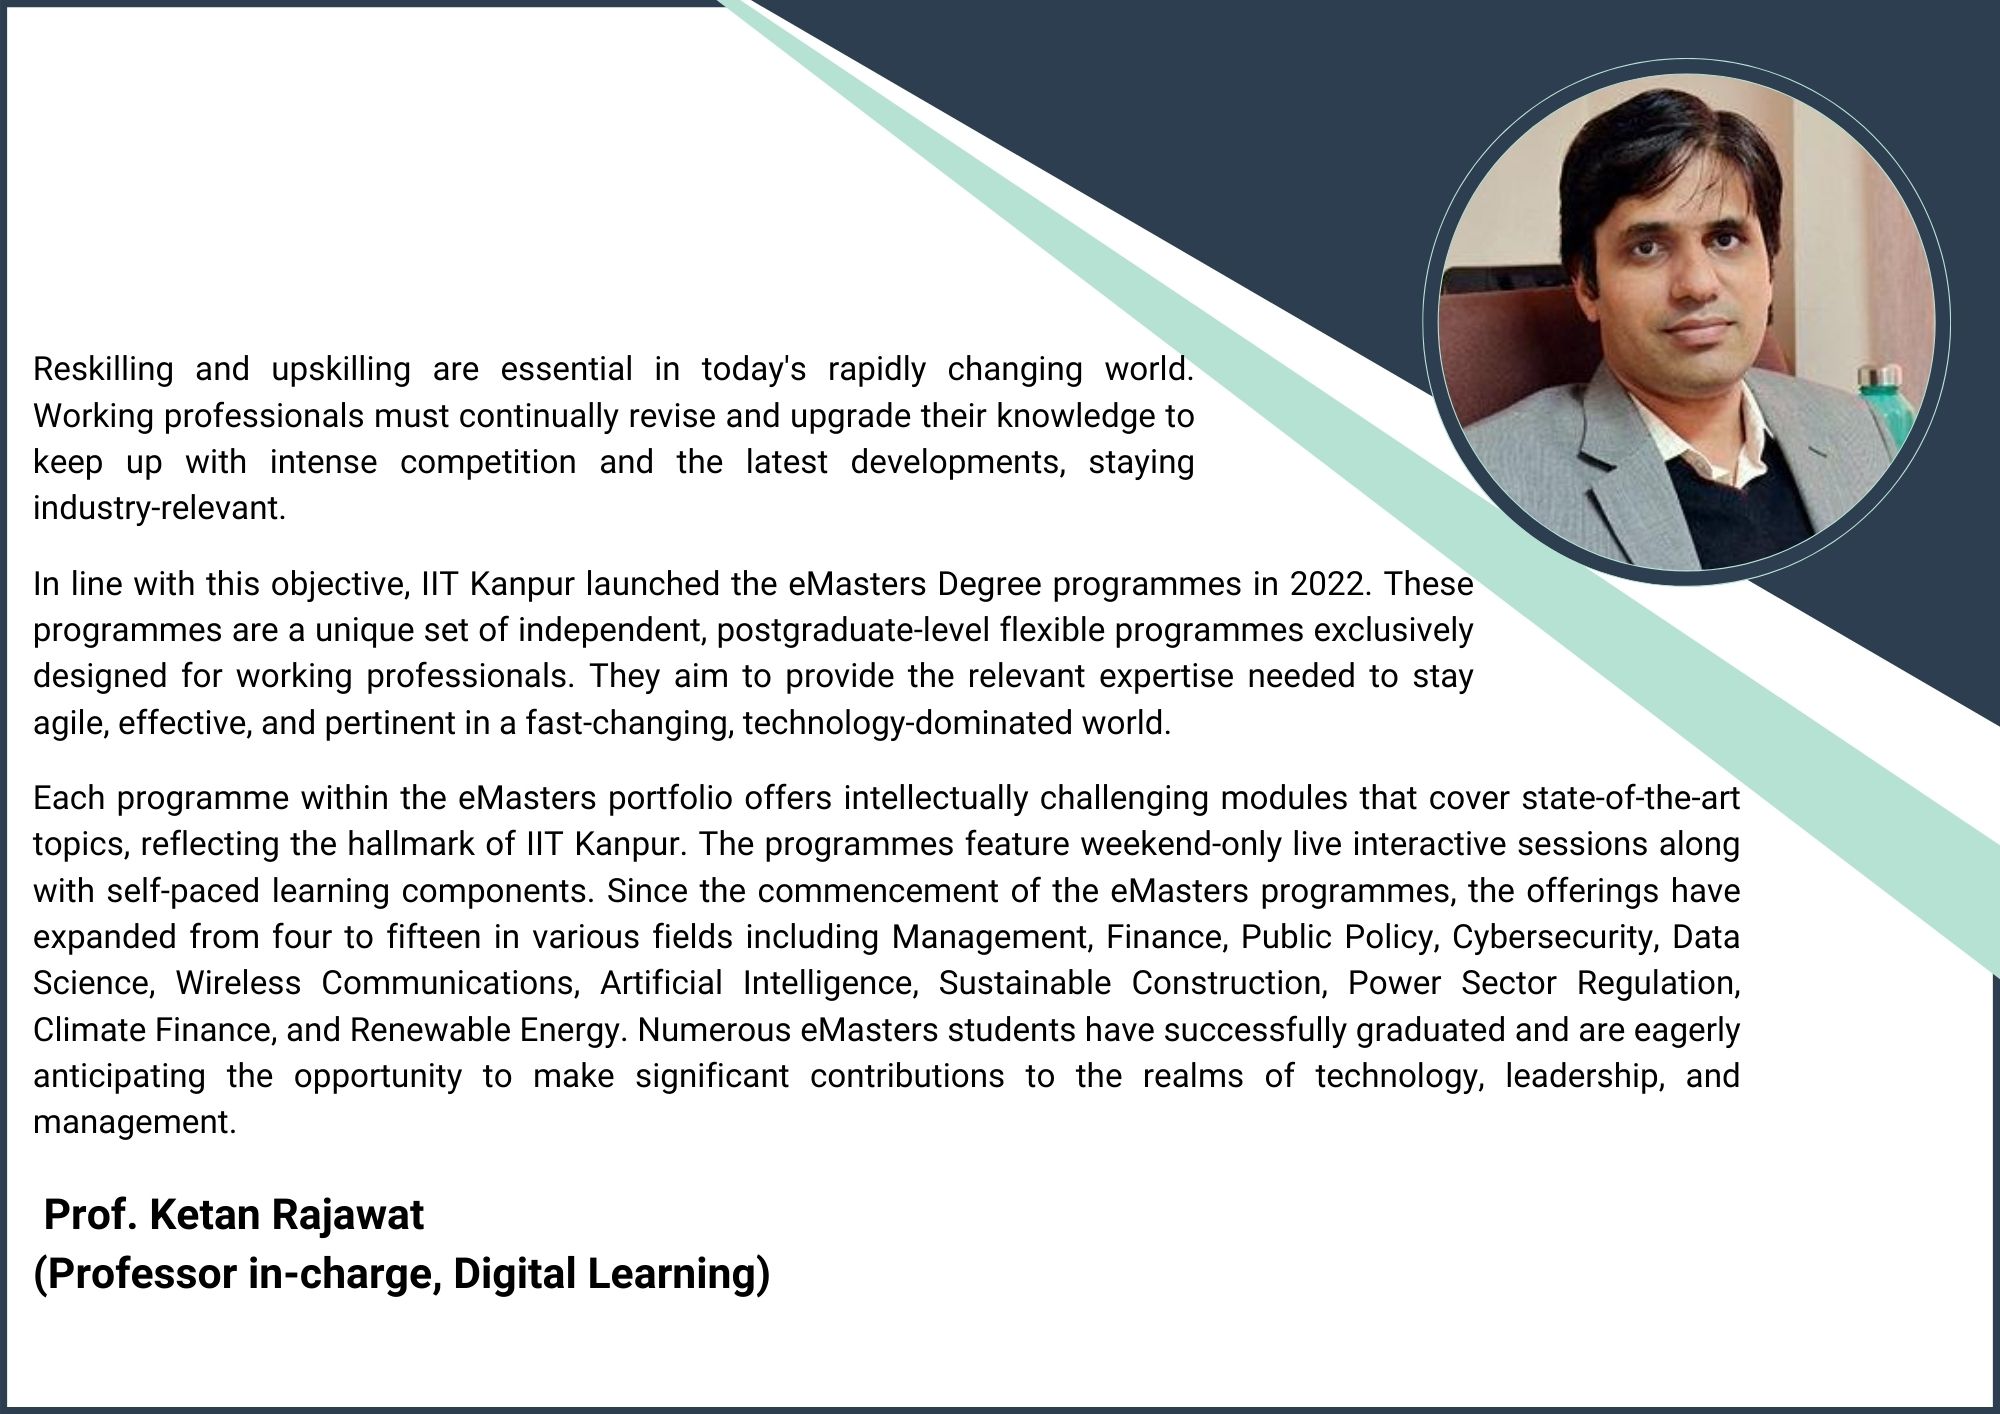 Reskilling and upskilling are essential in today's rapidly changing world.
Working professionals must continually revise and upgrade their knowledge to
keep up with intense competition and the latest developments, staying
industry-relevant.
In line with this objective, IIT Kanpur launched the eMasters Degree programmes in 2022. These
programmes are a unique set of independent, postgraduate-level flexible programmes exclusively
designed for working professionals. They aim to provide the relevant expertise needed to stay
agile, effective, and pertinent in a fast-changing, technology-dominated world.
Each programme within the eMasters portfolio offers intellectually challenging modules that cover state-of-the-art
topics, reflecting the hallmark of IIT Kanpur. The programmes feature weekend-only live interactive sessions along
with self-paced learning components. Since the commencement of the eMasters programmes, the offerings have
expanded from four to fifteen in various fields including Management, Finance, Public Policy, Cybersecurity, Data
Science, Wireless Communications, Artificial Intelligence, Sustainable Construction, Power Sector Regulation,
Climate Finance, and Renewable Energy. Numerous eMasters students have successfully graduated and are eagerly
anticipating the opportunity to make significant contributions to the realms of technology, leadership, and
management.
Prof. Ketan Rajawat
(Professor in-charge, Digital Learning)